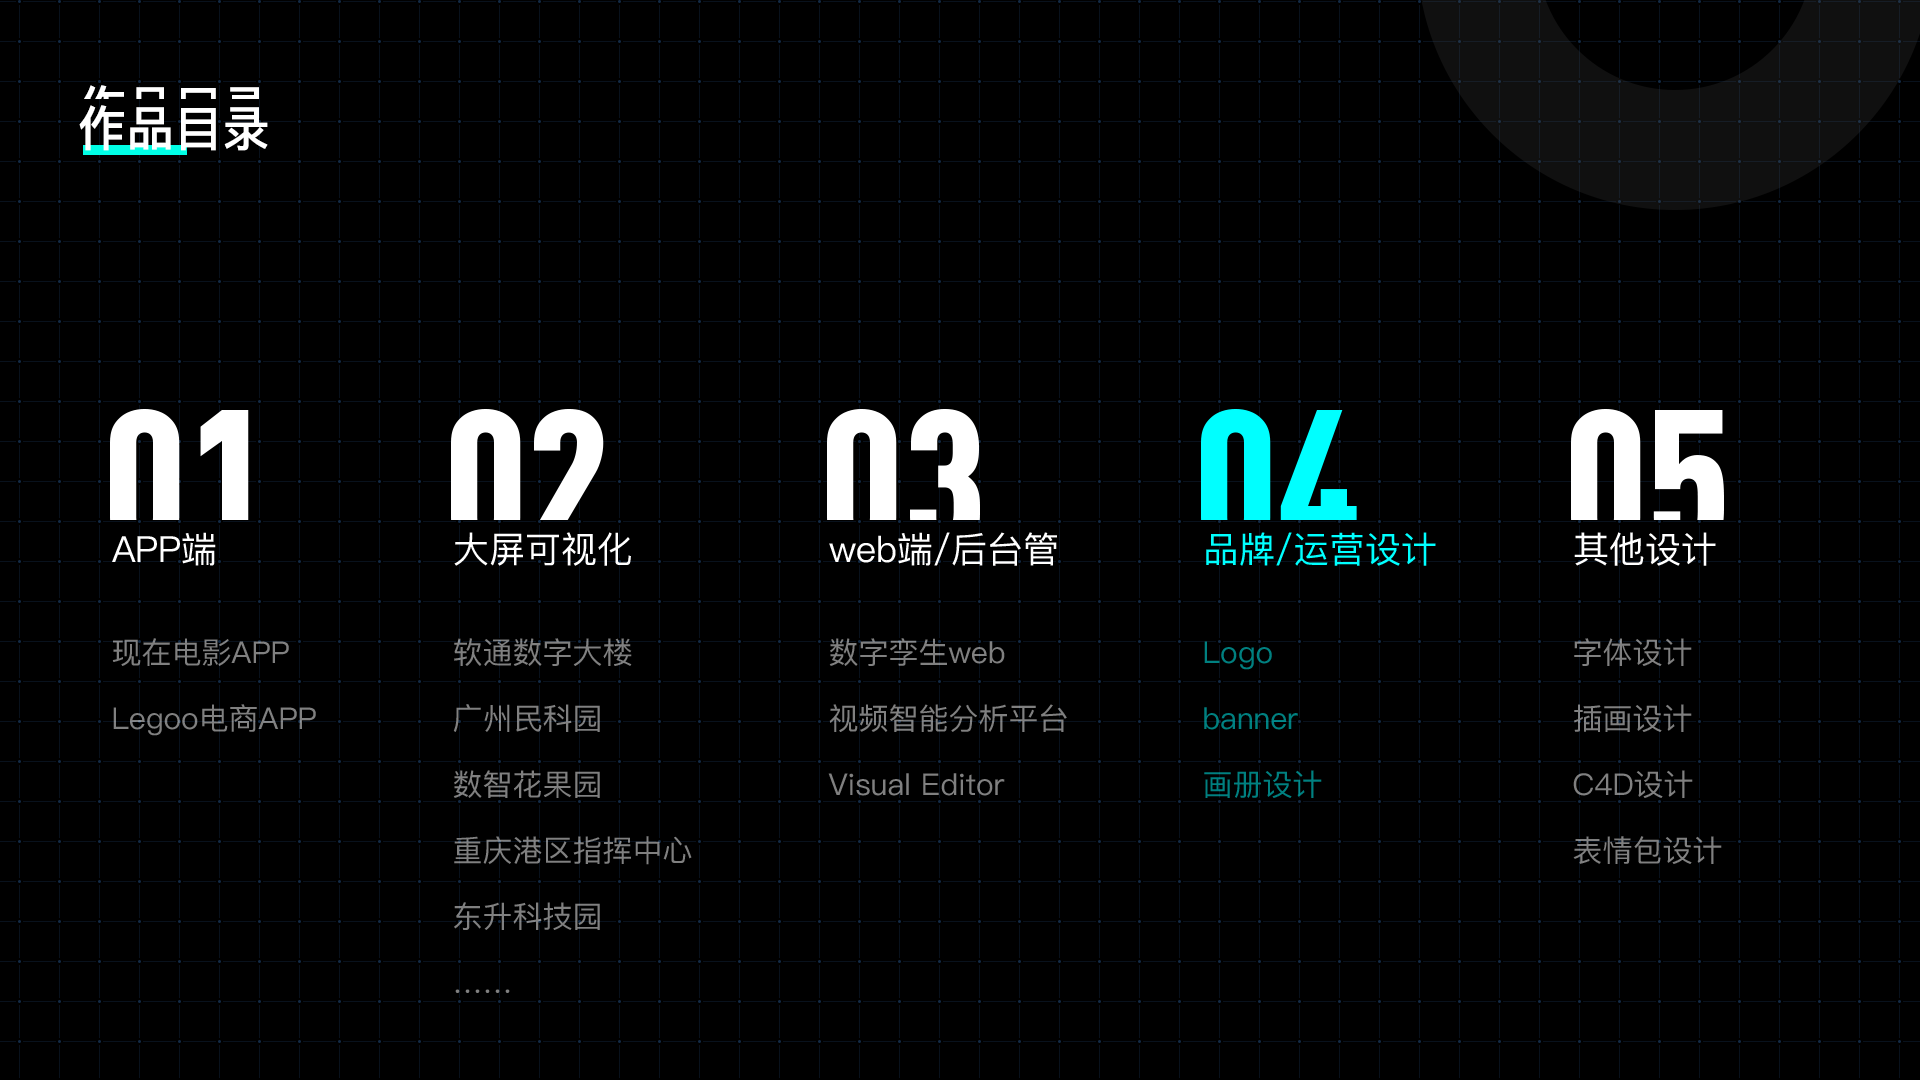 作品目录
01
APP端
现在电影APP
Legoo电商APP
02
大屏可视化
软通数字大楼
广州民科园
数智花果园
重庆港区指挥中心
东升科技园
……
03
web端/后台管
数字孪生web
视频智能分析平台
Visual Editor
04
品牌/运营设计
Logo
banner
画册设计
05
其他设计
字体设计
插画设计
C4D设计
表情包设计